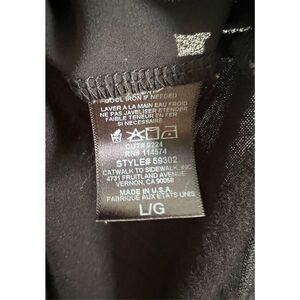 COOL IRON IF NEEDED
LAVER A LA MAIN EAU FROID
NE PAS JAVELISER ETENDRE
FAIBLE TENEUR EN FER
SI NECESSAIRE
CUT# 9224
RN# 114574
STYLE# 59302
CATWALK TO SIDEWALK, INC.
4731 FRUITLAND AVENUE
VERNON, CA 90058
MADE IN U.S.A.
FABRIQUE AUX ETATS UNIS
L/G